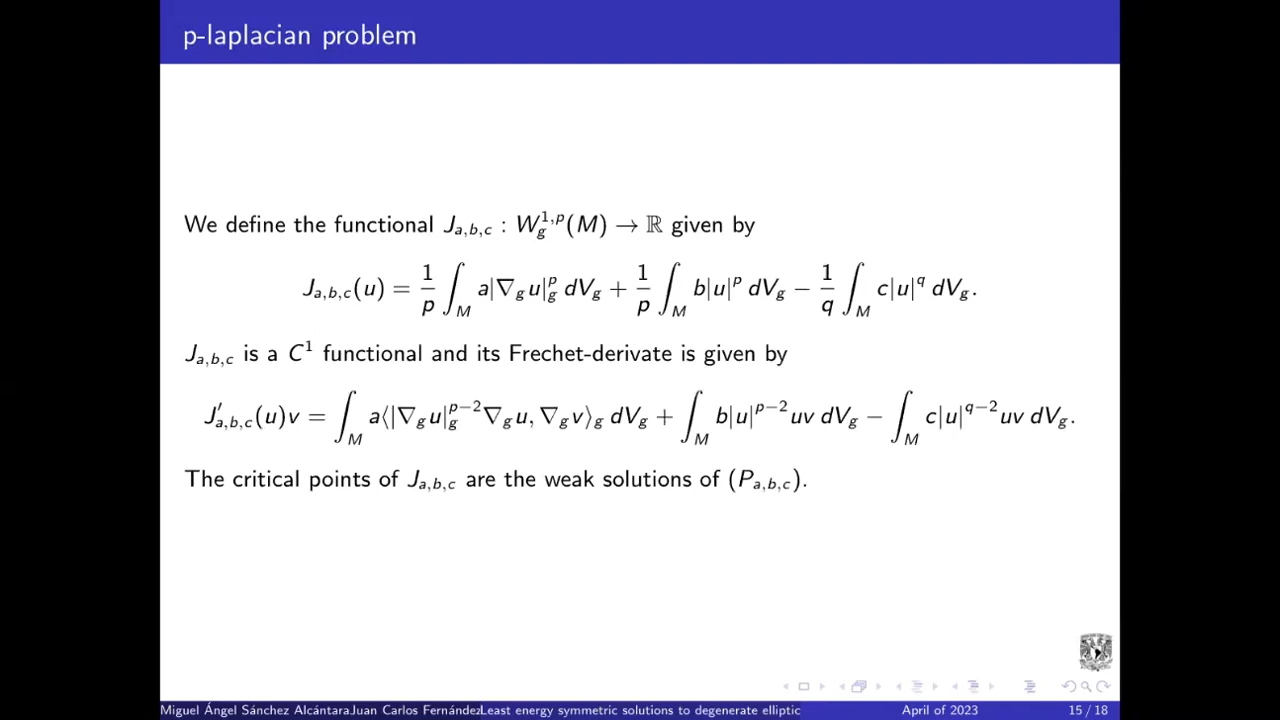 p-laplacian problem
We define the functional J_{a,b,c} : W_g^{1,p}(M) → ℝ given by
J_{a,b,c}(u) = \frac{1}{p} ∫_M a|∇_g u|_g^p dV_g + \frac{1}{p} ∫_M b|u|^p dV_g − \frac{1}{q} ∫_M c|u|^q dV_g.
J_{a,b,c} is a C^1 functional and its Frechet-derivate is given by
J'_{a,b,c}(u)v = ∫_M a⟨|∇_g u|_g^{p−2}∇_g u, ∇_g v⟩_g dV_g + ∫_M b|u|^{p−2}uv dV_g − ∫_M c|u|^{q−2}uv dV_g.
The critical points of J_{a,b,c} are the weak solutions of (P_{a,b,c}).
Miguel Ángel Sánchez AlcántaraJuan Carlos Fernández Least energy symmetric solutions to degenerate elliptic April of 2023 15 / 18